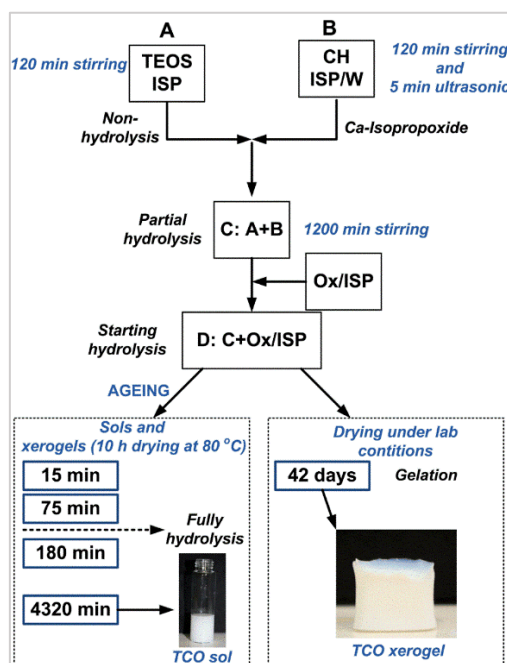 A
B
120 min stirring
TEOS
ISP
CH
ISP/W
120 min stirring
and
5 min ultrasonic
Non-
hydrolysis
Ca-Isopropoxide
Partial
hydrolysis
C: A+B
1200 min stirring
Ox/ISP
Starting
hydrolysis
D: C+Ox/ISP
AGEING
Sols and
xerogels (10 h drying at 80 °C)
15 min
75 min
Fully
hydrolysis
180 min
4320 min
TCO sol
Drying under lab
contitions
42 days
Gelation
TCO xerogel